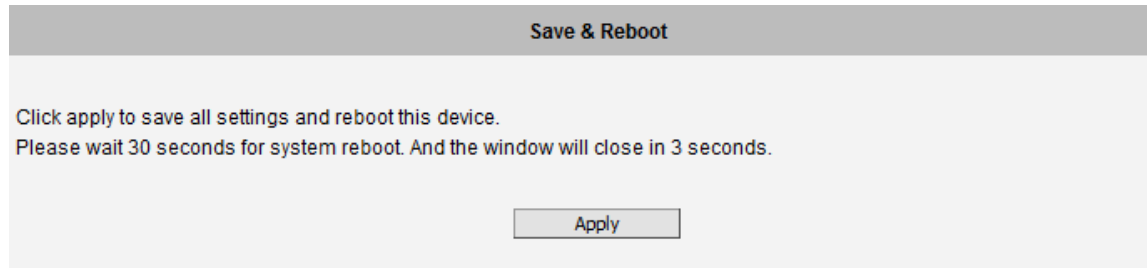 Save & Reboot
Click apply to save all settings and reboot this device.
Please wait 30 seconds for system reboot. And the window will close in 3 seconds.
Apply